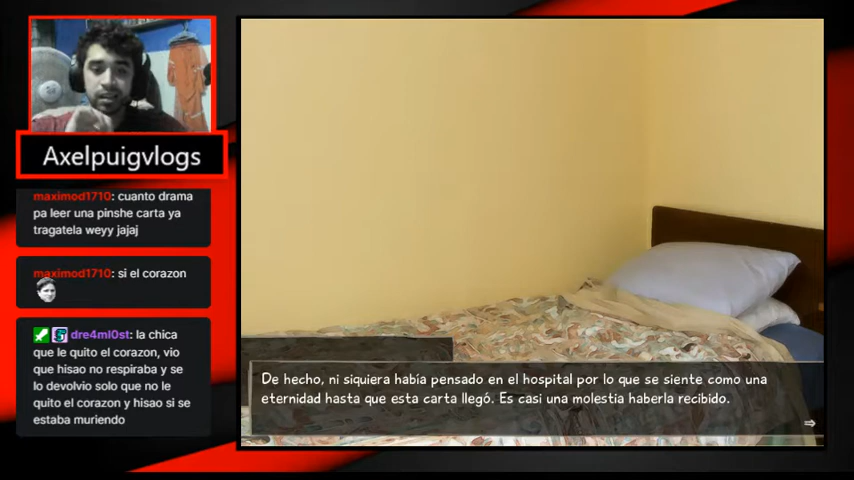 Axelpuigvlogs
maximod1710: cuanto drama
pa leer una pinshe carta ya
tragatela weyy jajaj
maximod1710: si el corazon
dre4ml0st: la chica
que le quito el corazon, vio
que hisao no respiraba y se
lo devolvio solo que no le
quito el corazon y hisao si se
estaba muriendo
De hecho, ni siquiera había pensado en el hospital por lo que se siente como una
eternidad hasta que esta carta llegó. Es casi una molestia haberla recibido.